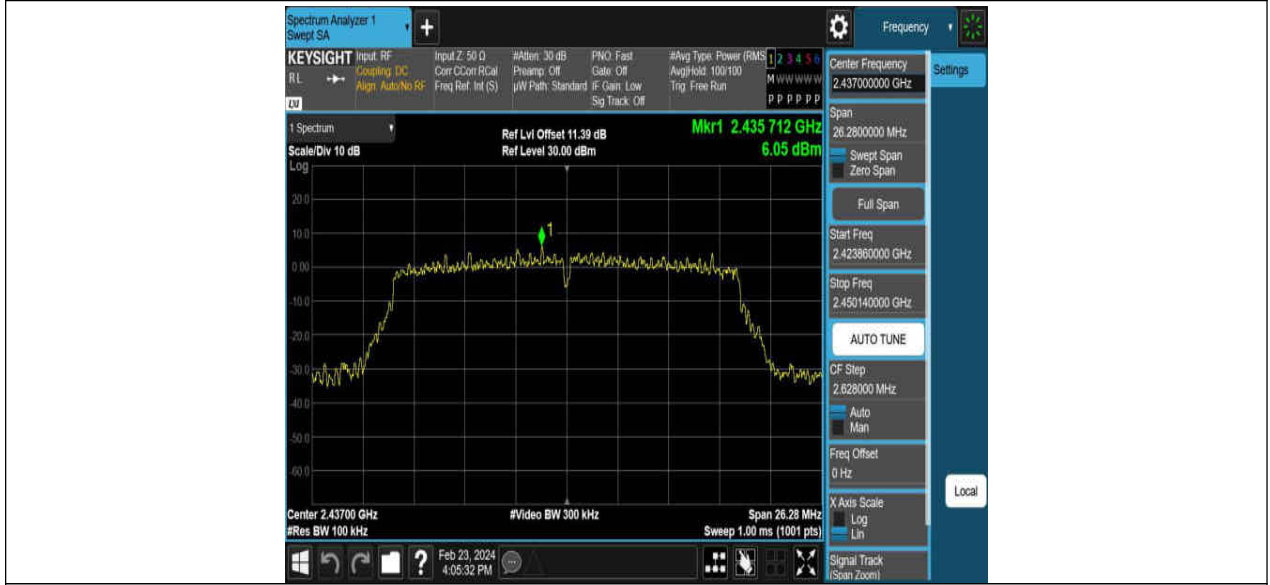 Spectrum Analyzer 1
Swept SA
+
Frequency
KEYSIGHT
RL
LXI
Input: RF
Coupling: DC
Align: Auto/No RF
Input Z: 50 Ω
Corr CCorr RCal
Freq Ref: Int (S)
#Atten: 30 dB
Preamp: Off
µW Path: Standard
PNO: Fast
Gate: Off
IF Gain: Low
Sig Track: Off
#Avg Type: Power (RMS
Avg|Hold: 100/100
Trig: Free Run
1 2 3 4 5 6
M W W W W W
P P P P P P
1 Spectrum
Scale/Div 10 dB
Log
Ref Lvl Offset 11.39 dB
Ref Level 30.00 dBm
Mkr1 2.435 712 GHz
6.05 dBm
1
20.0
10.0
0.00
-10.0
-20.0
-30.0
-40.0
-50.0
-60.0
Center 2.43700 GHz
#Res BW 100 kHz
#Video BW 300 kHz
Span 26.28 MHz
Sweep 1.00 ms (1001 pts)
Center Frequency
2.437000000 GHz
Settings
Span
26.2800000 MHz
Swept Span
Zero Span
Full Span
Start Freq
2.423860000 GHz
Stop Freq
2.450140000 GHz
AUTO TUNE
CF Step
2.628000 MHz
Auto
Man
Freq Offset
0 Hz
X Axis Scale
Log
Lin
Local
Signal Track
(Span Zoom)
?
Feb 23, 2024
4:05:32 PM